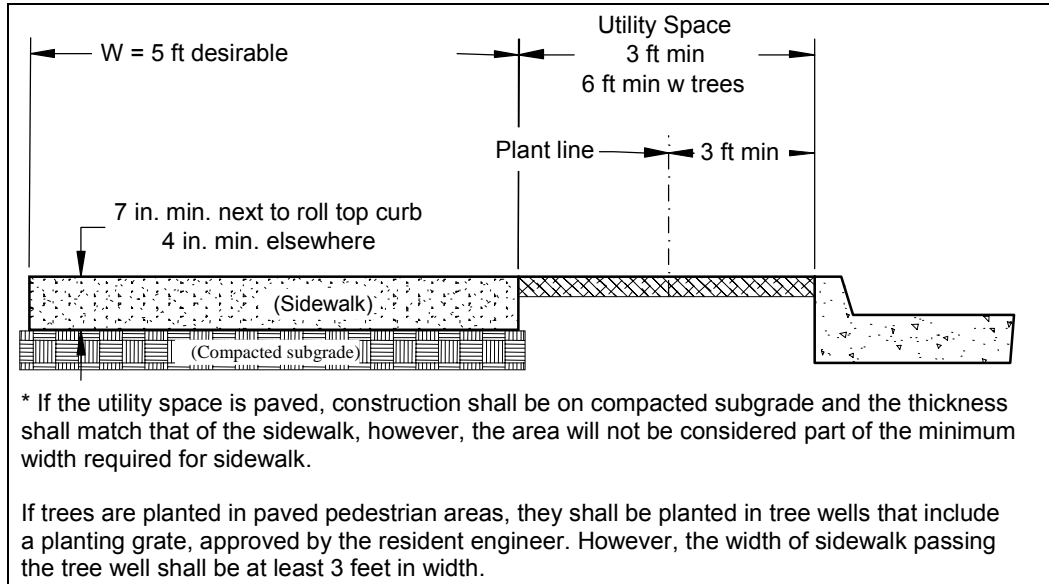 W = 5 ft desirable
Utility Space
3 ft min
6 ft min w trees
Plant line
3 ft min
7 in. min. next to roll top curb
4 in. min. elsewhere
(Sidewalk)
(Compacted subgrade)
* If the utility space is paved, construction shall be on compacted subgrade and the thickness
shall match that of the sidewalk, however, the area will not be considered part of the minimum
width required for sidewalk.
If trees are planted in paved pedestrian areas, they shall be planted in tree wells that include
a planting grate, approved by the resident engineer. However, the width of sidewalk passing
the tree well shall be at least 3 feet in width.